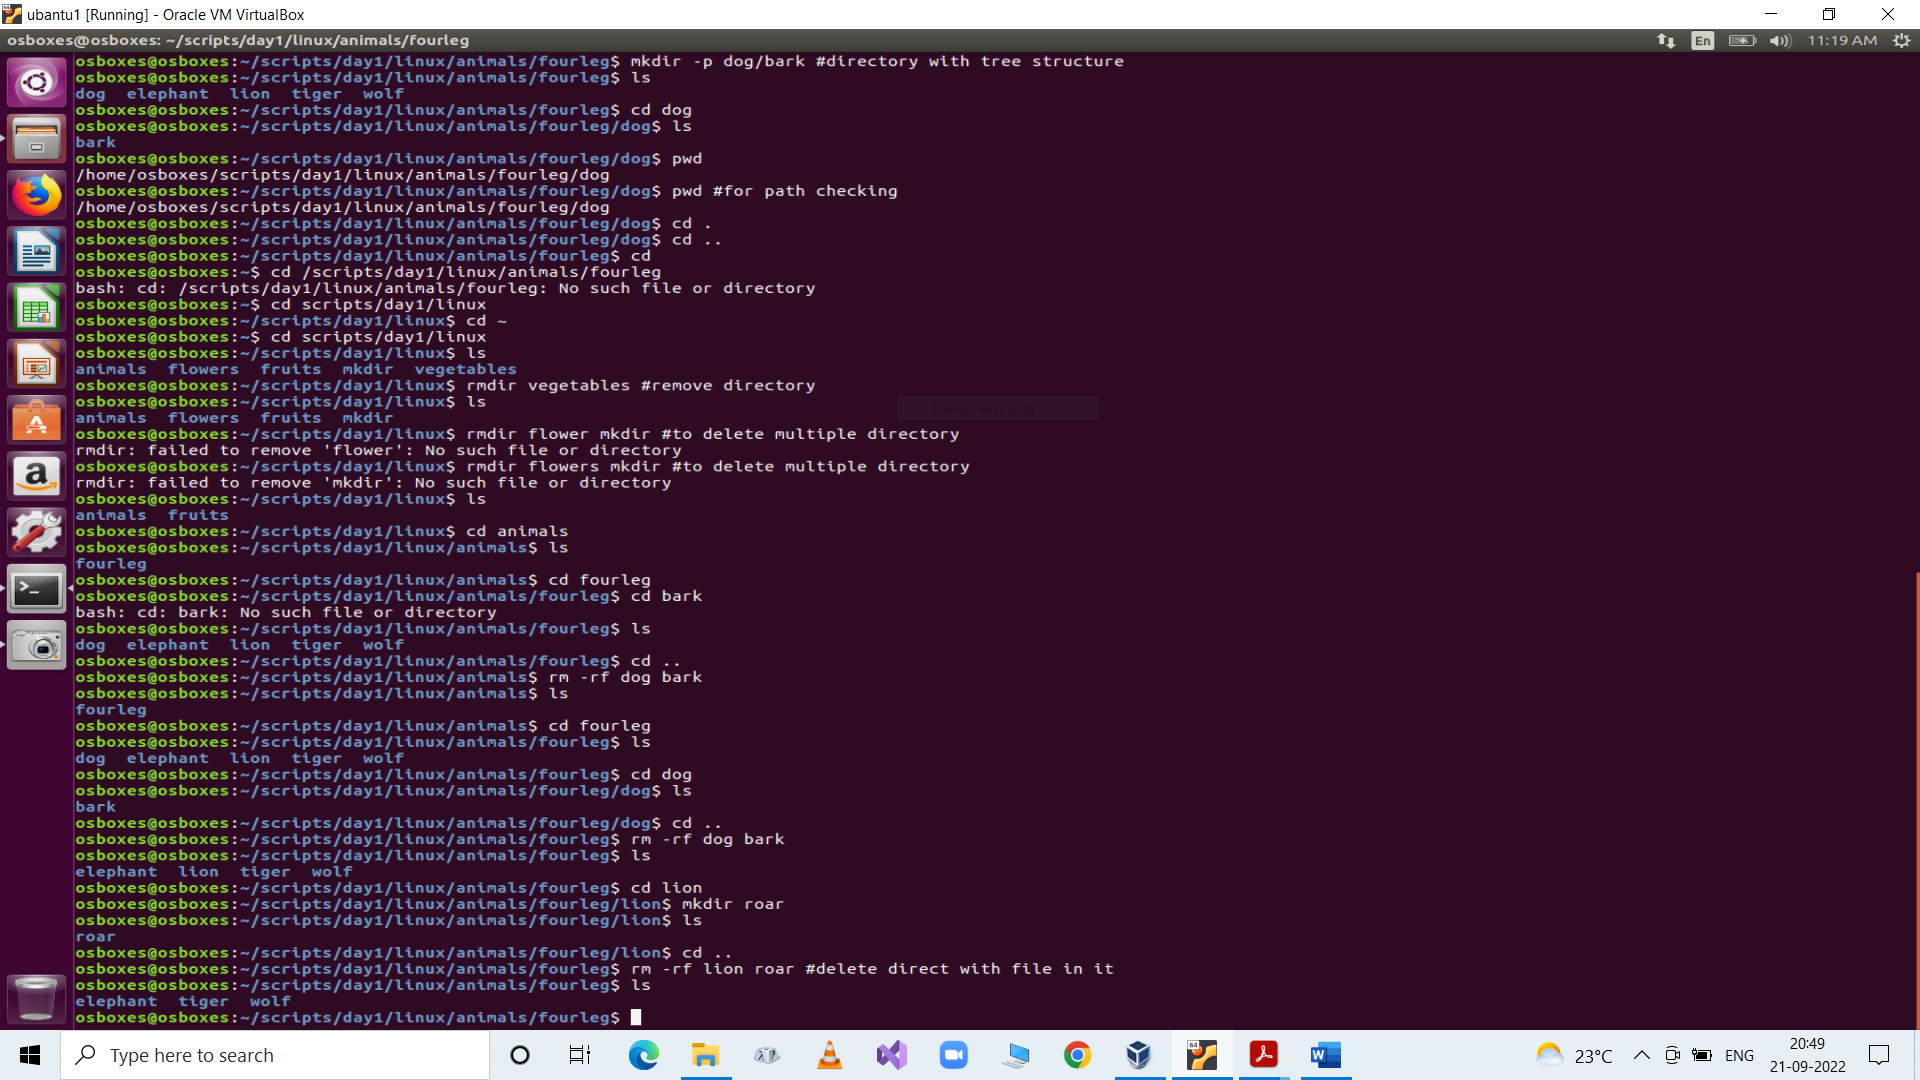 ubantu1 [Running] - Oracle VM VirtualBox
osboxes@osboxes: ~/scripts/day1/linux/animals/fourleg
En
11:19 AM
osboxes@osboxes:~/scripts/day1/linux/animals/fourleg$ mkdir -p dog/bark #directory with tree structure
osboxes@osboxes:~/scripts/day1/linux/animals/fourleg$ ls
dog elephant lion tiger wolf
osboxes@osboxes:~/scripts/day1/linux/animals/fourleg$ cd dog
osboxes@osboxes:~/scripts/day1/linux/animals/fourleg/dog$ ls
bark
osboxes@osboxes:~/scripts/day1/linux/animals/fourleg/dog$ pwd
/home/osboxes/scripts/day1/linux/animals/fourleg/dog
osboxes@osboxes:~/scripts/day1/linux/animals/fourleg/dog$ pwd #for path checking
/home/osboxes/scripts/day1/linux/animals/fourleg/dog
osboxes@osboxes:~/scripts/day1/linux/animals/fourleg/dog$ cd .
osboxes@osboxes:~/scripts/day1/linux/animals/fourleg/dog$ cd ..
osboxes@osboxes:~/scripts/day1/linux/animals/fourleg$ cd
osboxes@osboxes:~$ cd /scripts/day1/linux/animals/fourleg
bash: cd: /scripts/day1/linux/animals/fourleg: No such file or directory
osboxes@osboxes:~$ cd scripts/day1/linux
osboxes@osboxes:~/scripts/day1/linux$ cd ~
osboxes@osboxes:~$ cd scripts/day1/linux
osboxes@osboxes:~/scripts/day1/linux$ ls
animals flowers fruits mkdir vegetables
osboxes@osboxes:~/scripts/day1/linux$ rmdir vegetables #remove directory
osboxes@osboxes:~/scripts/day1/linux$ ls
Full-screen Snip
animals flowers fruits mkdir
osboxes@osboxes:~/scripts/day1/linux$ rmdir flower mkdir #to delete multiple directory
rmdir: failed to remove 'flower': No such file or directory
osboxes@osboxes:~/scripts/day1/linux$ rmdir flowers mkdir #to delete multiple directory
rmdir: failed to remove 'mkdir': No such file or directory
osboxes@osboxes:~/scripts/day1/linux$ ls
animals fruits
osboxes@osboxes:~/scripts/day1/linux$ cd animals
osboxes@osboxes:~/scripts/day1/linux/animals$ ls
fourleg
osboxes@osboxes:~/scripts/day1/linux/animals$ cd fourleg
osboxes@osboxes:~/scripts/day1/linux/animals/fourleg$ cd bark
bash: cd: bark: No such file or directory
osboxes@osboxes:~/scripts/day1/linux/animals/fourleg$ ls
dog elephant lion tiger wolf
osboxes@osboxes:~/scripts/day1/linux/animals/fourleg$ cd ..
osboxes@osboxes:~/scripts/day1/linux/animals$ rm -rf dog bark
osboxes@osboxes:~/scripts/day1/linux/animals$ ls
fourleg
osboxes@osboxes:~/scripts/day1/linux/animals$ cd fourleg
osboxes@osboxes:~/scripts/day1/linux/animals/fourleg$ ls
dog elephant lion tiger wolf
osboxes@osboxes:~/scripts/day1/linux/animals/fourleg$ cd dog
osboxes@osboxes:~/scripts/day1/linux/animals/fourleg/dog$ ls
bark
osboxes@osboxes:~/scripts/day1/linux/animals/fourleg/dog$ cd ..
osboxes@osboxes:~/scripts/day1/linux/animals/fourleg$ rm -rf dog bark
osboxes@osboxes:~/scripts/day1/linux/animals/fourleg$ ls
elephant lion tiger wolf
osboxes@osboxes:~/scripts/day1/linux/animals/fourleg$ cd lion
osboxes@osboxes:~/scripts/day1/linux/animals/fourleg/lion$ mkdir roar
osboxes@osboxes:~/scripts/day1/linux/animals/fourleg/lion$ ls
roar
osboxes@osboxes:~/scripts/day1/linux/animals/fourleg/lion$ cd ..
osboxes@osboxes:~/scripts/day1/linux/animals/fourleg$ rm -rf lion roar #delete direct with file in it
osboxes@osboxes:~/scripts/day1/linux/animals/fourleg$ ls
elephant tiger wolf
osboxes@osboxes:~/scripts/day1/linux/animals/fourleg$
Type here to search
23°C
ENG
20:49
21-09-2022